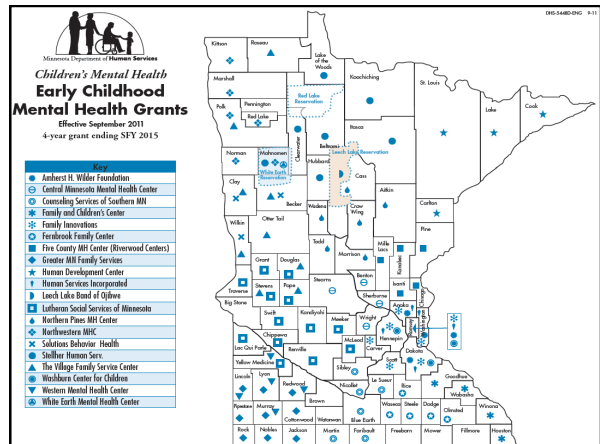 DHS-5448D-ENG 9-11
Minnesota Department of Human Services
Children's Mental Health
Early Childhood
Mental Health Grants
Effective September 2011
4-year grant ending SFY 2015
Key
Amherst H. Wilder Foundation
Central Minnesota Mental Health Center
Counseling Services of Southern MN
Family and Children's Center
Family Innovations
Fernbrook Family Center
Five County MH Center (Riverwood Centers)
Greater MN Family Services
Human Development Center
Human Services Incorporated
Leech Lake Band of Ojibwe
Lutheran Social Services of Minnesota
Northern Pines MH Center
Northwestern MHC
Solutions Behavior Health
Stellher Human Serv.
The Village Family Service Center
Washburn Center for Children
Western Mental Health Center
White Earth Mental Health Center
Kittson
Roseau
Lake of the Woods
Koochiching
St. Louis
Marshall
Red Lake Reservation
Pennington
Polk
Red Lake
Lake
Cook
Itasca
Beltrami
Clearwater
Leech Lake Reservation
Norman
Mahnomen
White Earth Reservation
Hubbard
Cass
Clay
Becker
Wadena
Crow Wing
Aitkin
Carlton
Wilkin
Otter Tail
Todd
Morrison
Mille Lacs
Kanabec
Pine
Grant
Douglas
Traverse
Stevens
Pope
Stearns
Benton
Isanti
Chisago
Big Stone
Sherburne
Anoka
Swift
Kandiyohi
Meeker
Wright
Hennepin
Ramsey
Washington
Chippewa
Lac Qui Parle
Renville
McLeod
Carver
Scott
Dakota
Yellow Medicine
Sibley
Lincoln
Lyon
Redwood
Nicollet
Le Sueur
Rice
Goodhue
Wabasha
Brown
Pipestone
Murray
Cottonwood
Watonwan
Blue Earth
Waseca
Steele
Dodge
Olmsted
Winona
Rock
Nobles
Jackson
Martin
Faribault
Freeborn
Mower
Fillmore
Houston